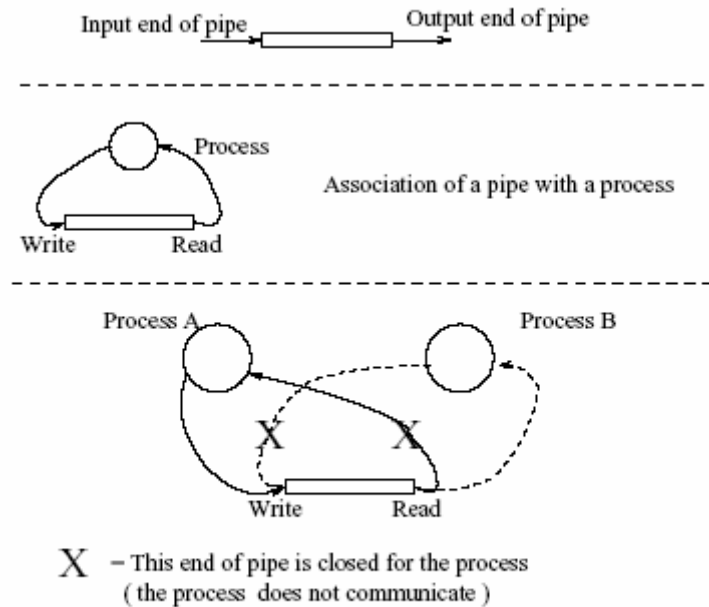 Input end of pipe
Output end of pipe
Process
Association of a pipe with a process
Write
Read
Process A
Process B
X
X
Write
Read
X – This end of pipe is closed for the process
( the process does not communicate )